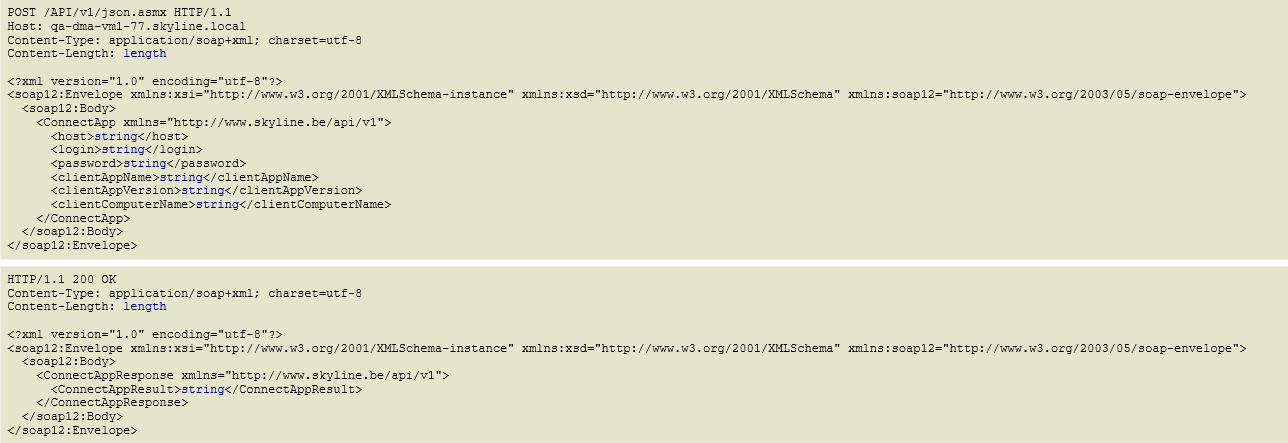 POST /API/v1/json.asmx HTTP/1.1
Host: qa-dma-vm1-77.skyline.local
Content-Type: application/soap+xml; charset=utf-8
Content-Length: length

<?xml version="1.0" encoding="utf-8"?>
<soap12:Envelope xmlns:xsi="http://www.w3.org/2001/XMLSchema-instance" xmlns:xsd="http://www.w3.org/2001/XMLSchema" xmlns:soap12="http://www.w3.org/2003/05/soap-envelope">
  <soap12:Body>
    <ConnectApp xmlns="http://www.skyline.be/api/v1">
      <host>string</host>
      <login>string</login>
      <password>string</password>
      <clientAppName>string</clientAppName>
      <clientAppVersion>string</clientAppVersion>
      <clientComputerName>string</clientComputerName>
    </ConnectApp>
  </soap12:Body>
</soap12:Envelope>

HTTP/1.1 200 OK
Content-Type: application/soap+xml; charset=utf-8
Content-Length: length

<?xml version="1.0" encoding="utf-8"?>
<soap12:Envelope xmlns:xsi="http://www.w3.org/2001/XMLSchema-instance" xmlns:xsd="http://www.w3.org/2001/XMLSchema" xmlns:soap12="http://www.w3.org/2003/05/soap-envelope">
  <soap12:Body>
    <ConnectAppResponse xmlns="http://www.skyline.be/api/v1">
      <ConnectAppResult>string</ConnectAppResult>
    </ConnectAppResponse>
  </soap12:Body>
</soap12:Envelope>